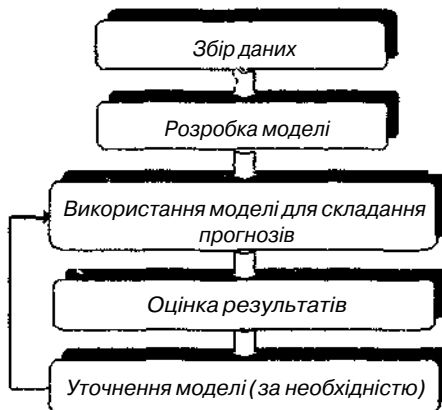 Збір даних
Розробка моделі
Використання моделі для складання
прогнозів
Оцінка результатів
Уточнення моделі (за необхідністю)